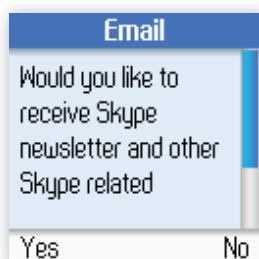 Email
Would you like to
receive Skype
newsletter and other
Skype related
Yes No